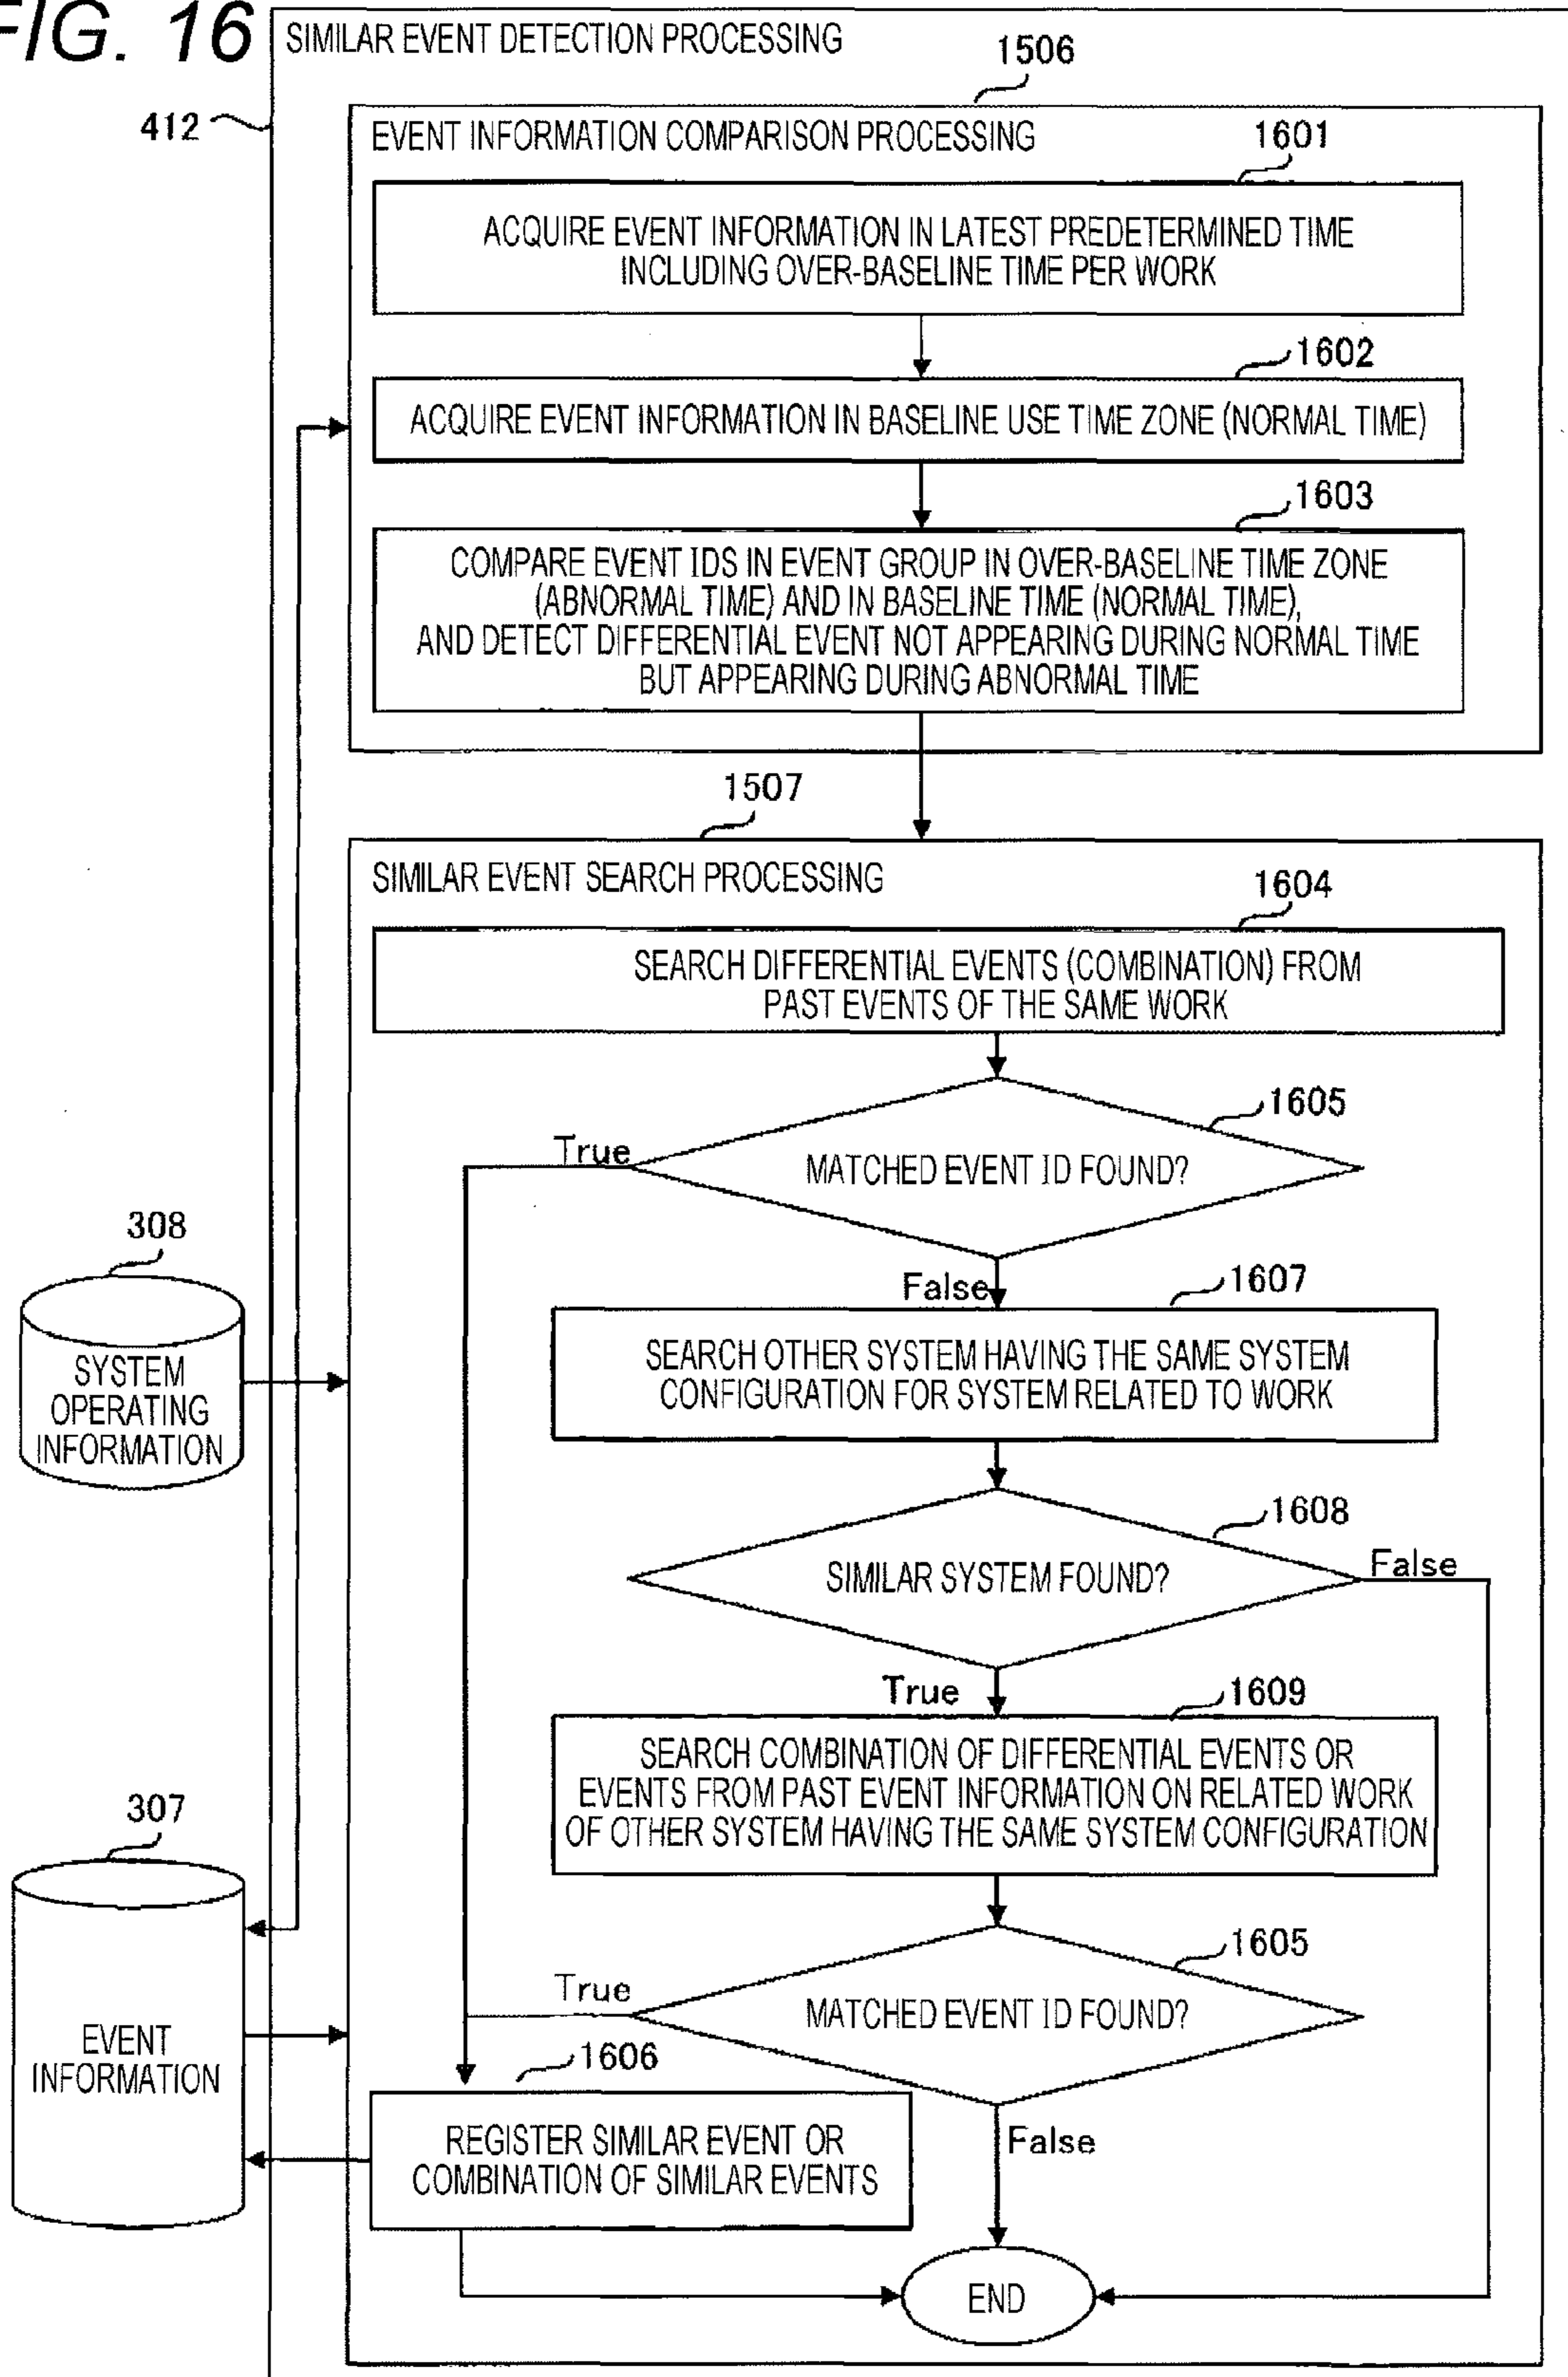 FIG. 16
SIMILAR EVENT DETECTION PROCESSING
1506
412
EVENT INFORMATION COMPARISON PROCESSING
1601
ACQUIRE EVENT INFORMATION IN LATEST PREDETERMINED TIME
INCLUDING OVER-BASELINE TIME PER WORK
1602
ACQUIRE EVENT INFORMATION IN BASELINE USE TIME ZONE (NORMAL TIME)
1603
COMPARE EVENT IDS IN EVENT GROUP IN OVER-BASELINE TIME ZONE
(ABNORMAL TIME) AND IN BASELINE TIME (NORMAL TIME),
AND DETECT DIFFERENTIAL EVENT NOT APPEARING DURING NORMAL TIME
BUT APPEARING DURING ABNORMAL TIME
1507
SIMILAR EVENT SEARCH PROCESSING
1604
SEARCH DIFFERENTIAL EVENTS (COMBINATION) FROM
PAST EVENTS OF THE SAME WORK
1605
True
MATCHED EVENT ID FOUND?
308
False
1607
SYSTEM
OPERATING
INFORMATION
SEARCH OTHER SYSTEM HAVING THE SAME SYSTEM
CONFIGURATION FOR SYSTEM RELATED TO WORK
1608
SIMILAR SYSTEM FOUND?
False
True
1609
SEARCH COMBINATION OF DIFFERENTIAL EVENTS OR
EVENTS FROM PAST EVENT INFORMATION ON RELATED WORK
OF OTHER SYSTEM HAVING THE SAME SYSTEM CONFIGURATION
307
1605
True
MATCHED EVENT ID FOUND?
EVENT
INFORMATION
1606
REGISTER SIMILAR EVENT OR
COMBINATION OF SIMILAR EVENTS
False
END